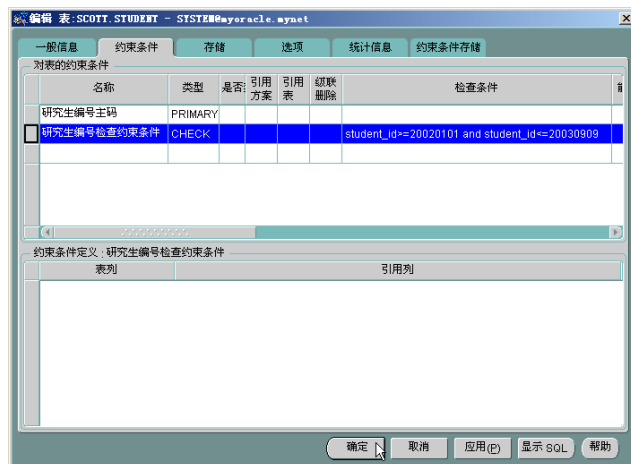 编辑 表:SCOTT.STUDENT - SYSTEM@myoracle.mynet
一般信息 约束条件 存储 选项 统计信息 约束条件存储
对表的约束条件
名称 类型 是否 引用方案 引用表 级联删除 检查条件
研究生编号主码 PRIMARY
研究生编号检查约束条件 CHECK student_id>=20020101 and student_id<=20030909
约束条件定义:研究生编号检查约束条件
表列 引用列
确定 取消 应用(P) 显示 SQL 帮助